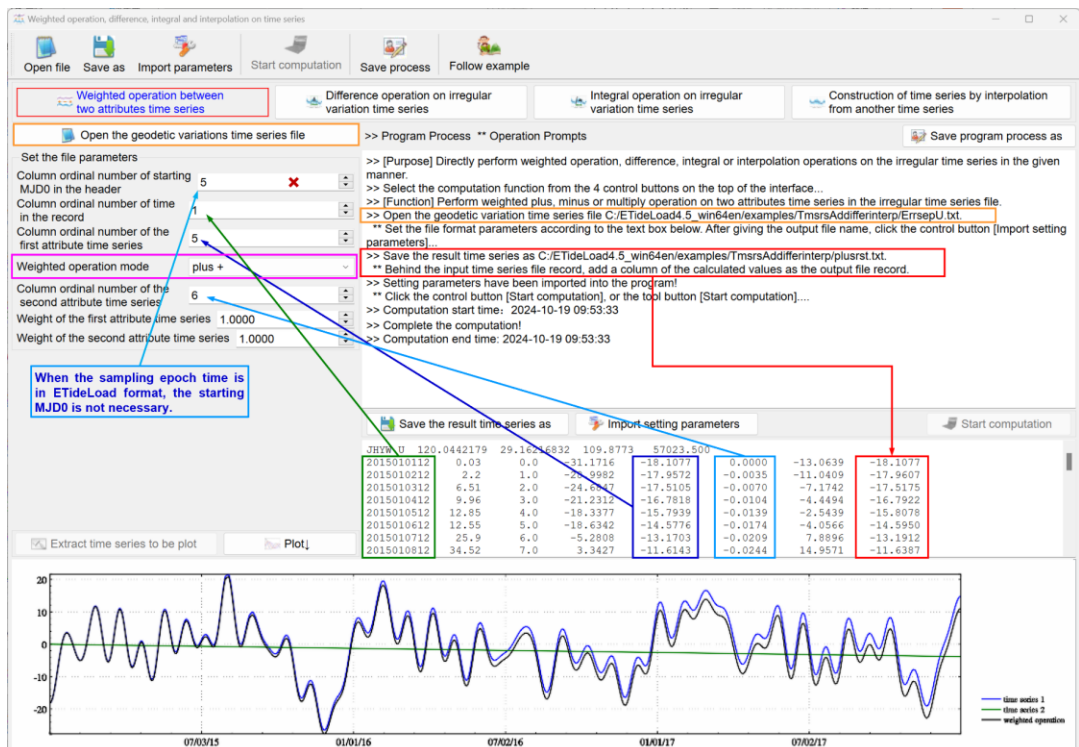 Weighted operation, difference, integral and interpolation on time series
Open file
Save as
Import parameters
Start computation
Save process
Follow example
Weighted operation between
two attributes time series
Difference operation on irregular
variation time series
Integral operation on irregular
variation time series
Construction of time series by interpolation
from another time series
Open the geodetic variations time series file
>> Program Process ** Operation Prompts
Save program process as
Set the file parameters
Column ordinal number of starting
MJD0 in the header
5
Column ordinal number of time
in the record
1
Column ordinal number of the
first attribute time series
5
Weighted operation mode
plus +
Column ordinal number of the
second attribute time series
6
Weight of the first attribute time series 1.0000
Weight of the second attribute time series 1.0000
When the sampling epoch time is
in ETideLoad format, the starting
MJD0 is not necessary.
>> [Purpose] Directly perform weighted operation, difference, integral or interpolation operations on the irregular time series in the given
manner.
>> Select the computation function from the 4 control buttons on the top of the interface...
>> [Function] Perform weighted plus, minus or multiply operation on two attributes time series in the irregular time series file.
>> Open the geodetic variation time series file C:/ETideLoad4.5_win64en/examples/TmsrsAddifferinterp/ErrsepU.txt.
** Set the file format parameters according to the text box below. After giving the output file name, click the control button [Import setting
parameters]...
>> Save the result time series as C:/ETideLoad4.5_win64en/examples/TmsrsAddifferinterp/plusrst.txt.
** Behind the input time series file record, add a column of the calculated values as the output file record.
>> Setting parameters have been imported into the program!
** Click the control button [Start computation], or the tool button [Start computation]....
>> Computation start time: 2024-10-19 09:53:33
>> Complete the computation!
>> Computation end time: 2024-10-19 09:53:33
Save the result time series as
Import setting parameters
Start computation
JHYW U 120.0442179 29.16216832 109.8773 57023.500
2015010112 0.03 0.0 -31.1716 -18.1077 0.0000 -13.0639 -18.1077
2015010212 2.2 1.0 -28.9982 -17.9572 -0.0035 -11.0409 -17.9607
2015010312 6.51 2.0 -24.6847 -17.5105 -0.0070 -7.1742 -17.5175
2015010412 9.96 3.0 -21.2312 -16.7818 -0.0104 -4.4494 -16.7922
2015010512 12.85 4.0 -18.3377 -15.7939 -0.0139 -2.5439 -15.8078
2015010612 12.55 5.0 -18.6342 -14.5776 -0.0174 -4.0566 -14.5950
2015010712 25.9 6.0 -5.2808 -13.1703 -0.0209 7.8896 -13.1912
2015010812 34.52 7.0 3.3427 -11.6143 -0.0244 14.9571 -11.6387
Extract time series to be plot
Plot↓
20
10
0
-10
-20
07/03/15
01/01/16
07/02/16
01/01/17
07/02/17
time series 1
time series 2
weighted operation